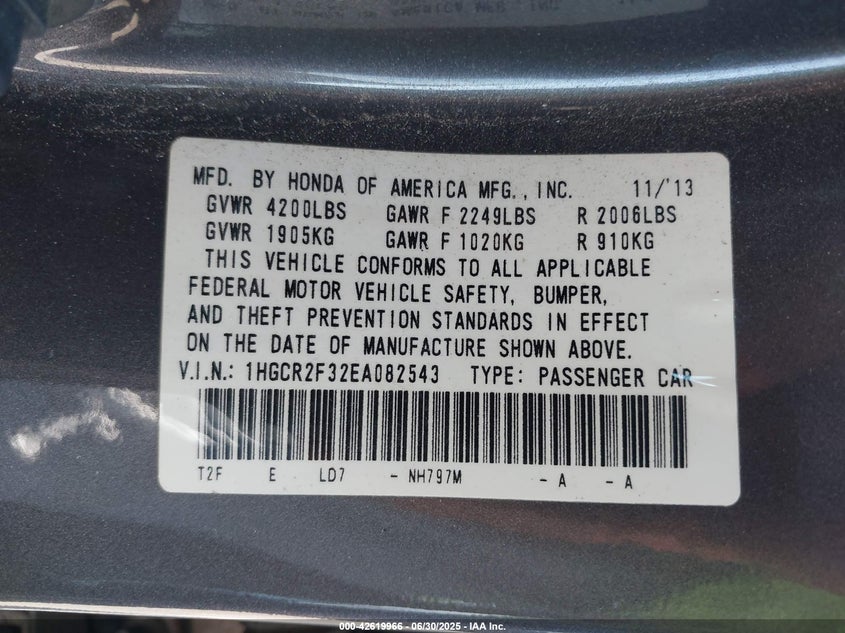 MFD. BY HONDA OF AMERICA MFG., INC. 11/'13
GVWR 4200LBS GAWR F 2249LBS R 2006LBS
GVWR 1905KG GAWR F 1020KG R 910KG
THIS VEHICLE CONFORMS TO ALL APPLICABLE
FEDERAL MOTOR VEHICLE SAFETY, BUMPER,
AND THEFT PREVENTION STANDARDS IN EFFECT
ON THE DATE OF MANUFACTURE SHOWN ABOVE.
V.I.N.: 1HGCR2F32EA082543 TYPE: PASSENGER CAR
T2F E LD7 - NH797M - A - A
000-42619966 - 06/30/2025 - IAA Inc.